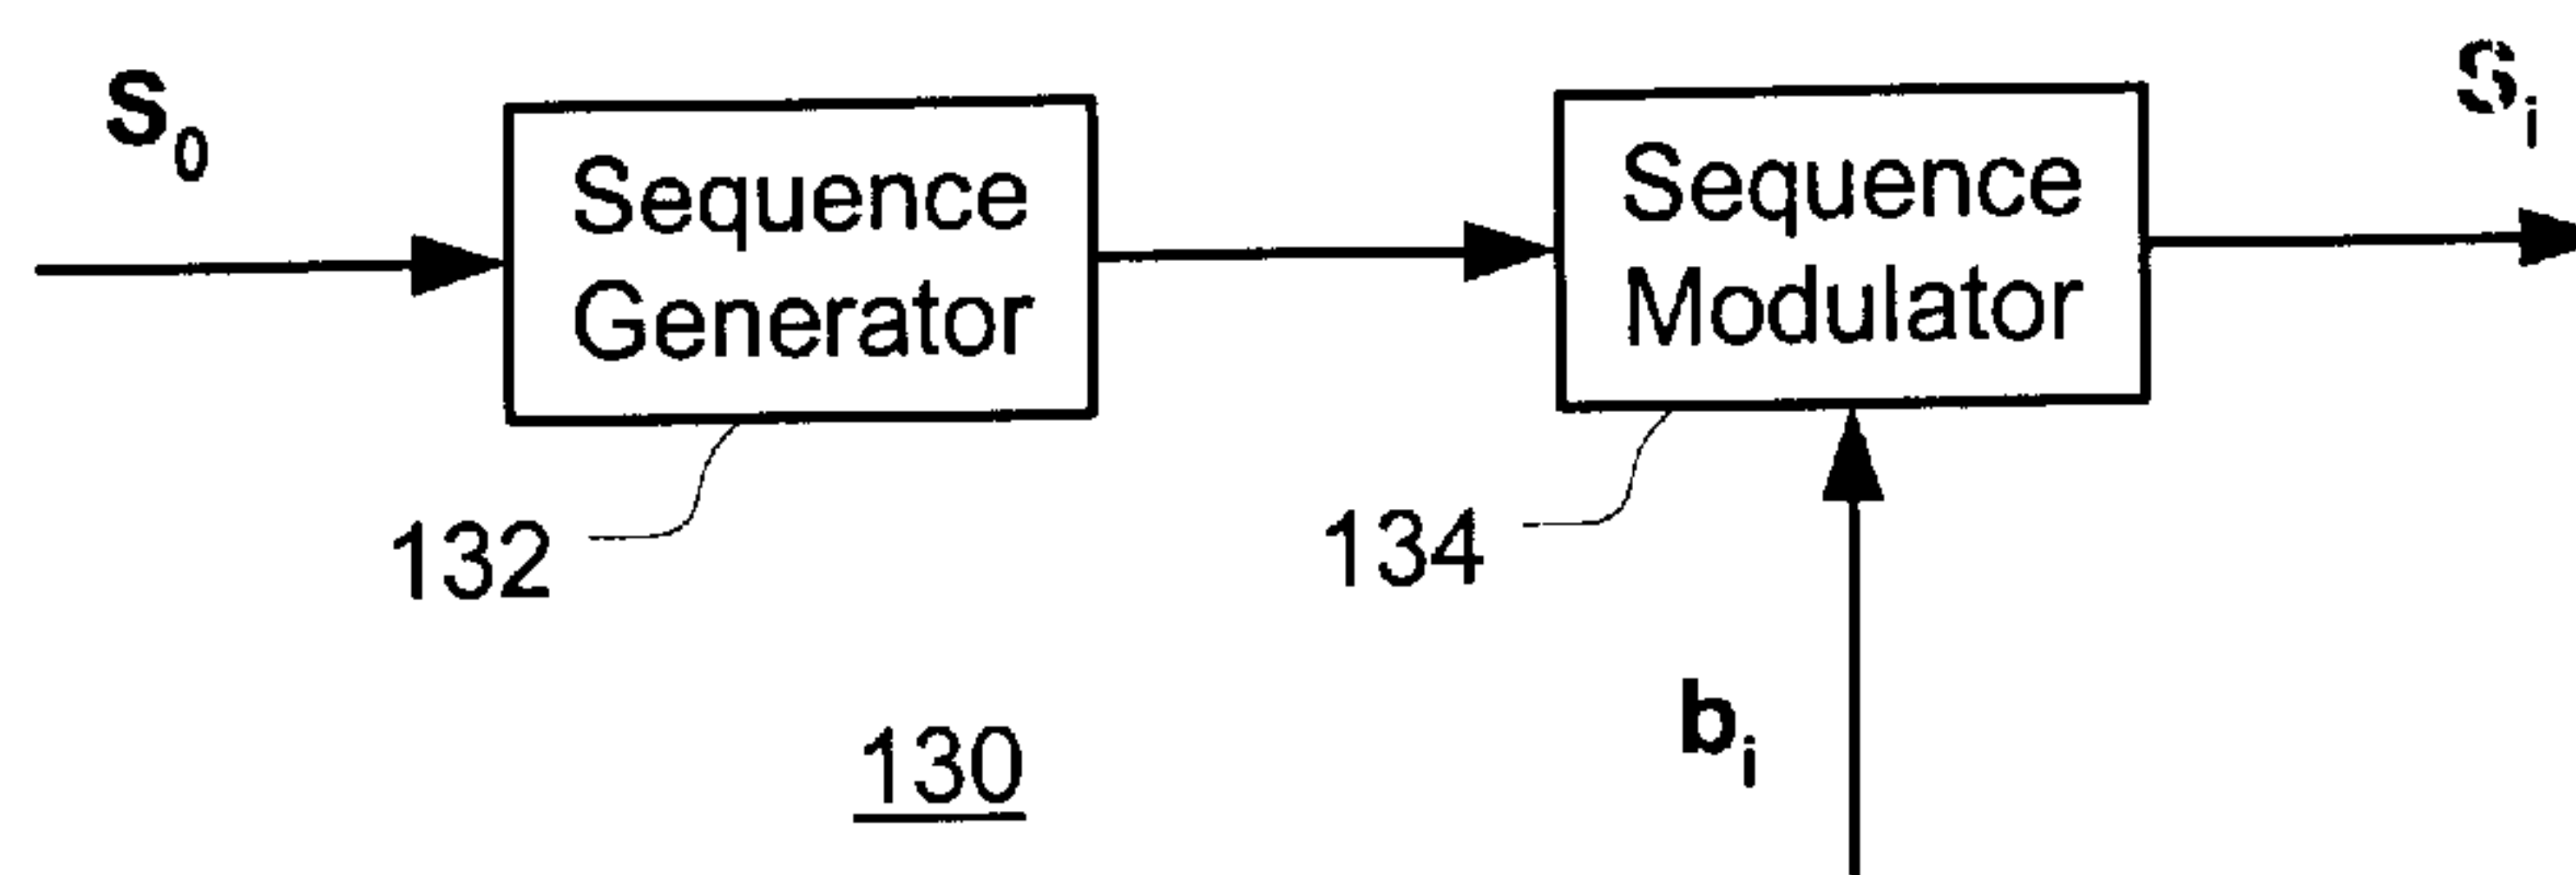 S₀
Sequence
Generator
Sequence
Modulator
Sᵢ
132
134
bᵢ
130